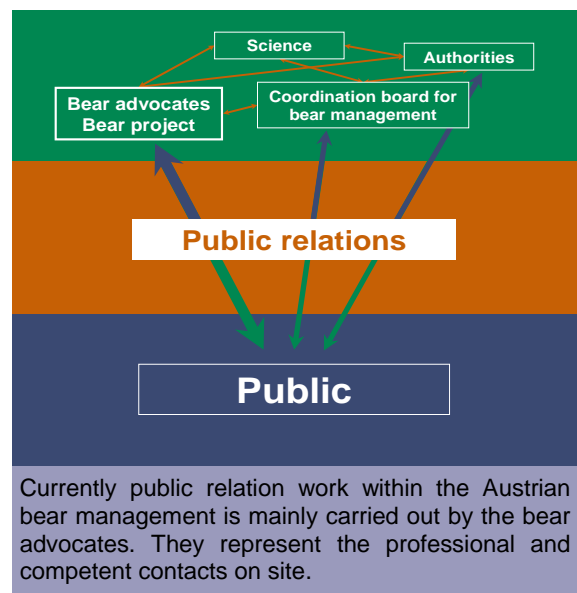 Science
Authorities
Bear advocates
Bear project
Coordination board for
bear management
Public relations
Public
Currently public relation work within the Austrian
bear management is mainly carried out by the bear
advocates. They represent the professional and
competent contacts on site.